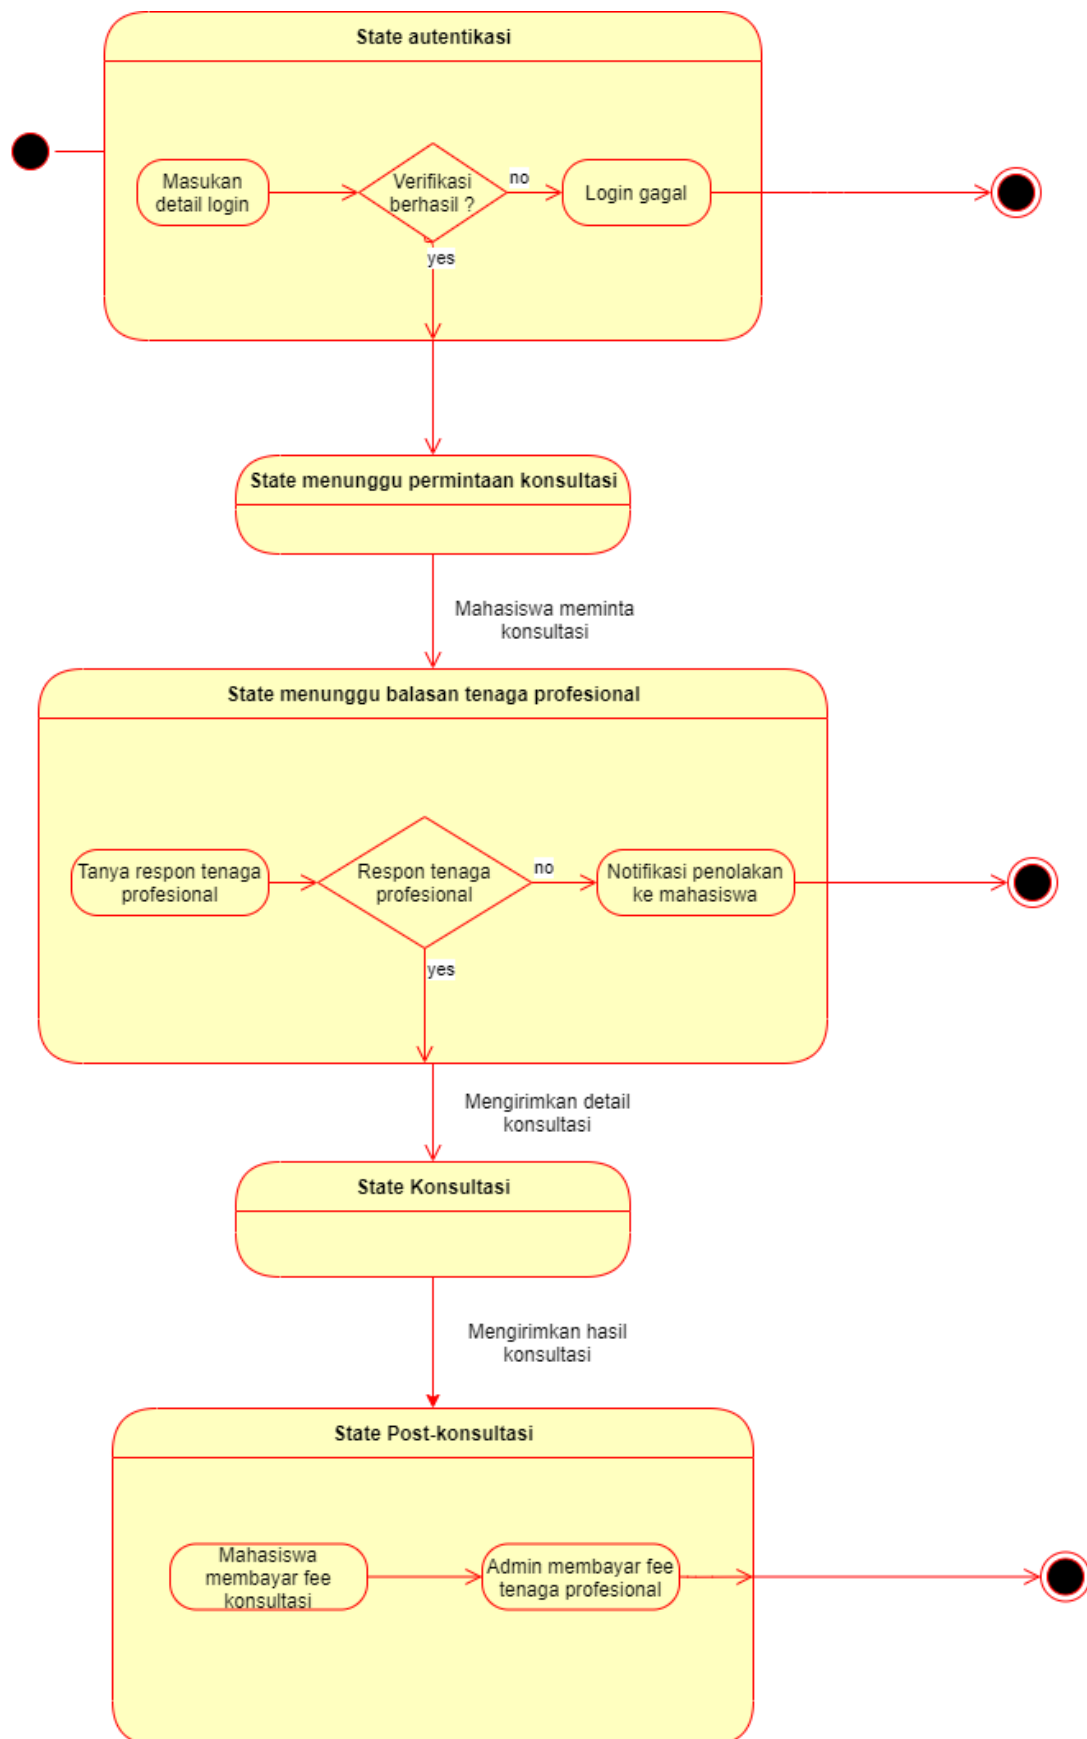 State autentikasi
Masukan
detail login
Verifikasi
berhasil ?
no
Login gagal
yes
State menunggu permintaan konsultasi
Mahasiswa meminta
konsultasi
State menunggu balasan tenaga profesional
Tanya respon tenaga
profesional
Respon tenaga
profesional
no
Notifikasi penolakan
ke mahasiswa
yes
Mengirimkan detail
konsultasi
State Konsultasi
Mengirimkan hasil
konsultasi
State Post-konsultasi
Mahasiswa
membayar fee
konsultasi
Admin membayar fee
tenaga profesional